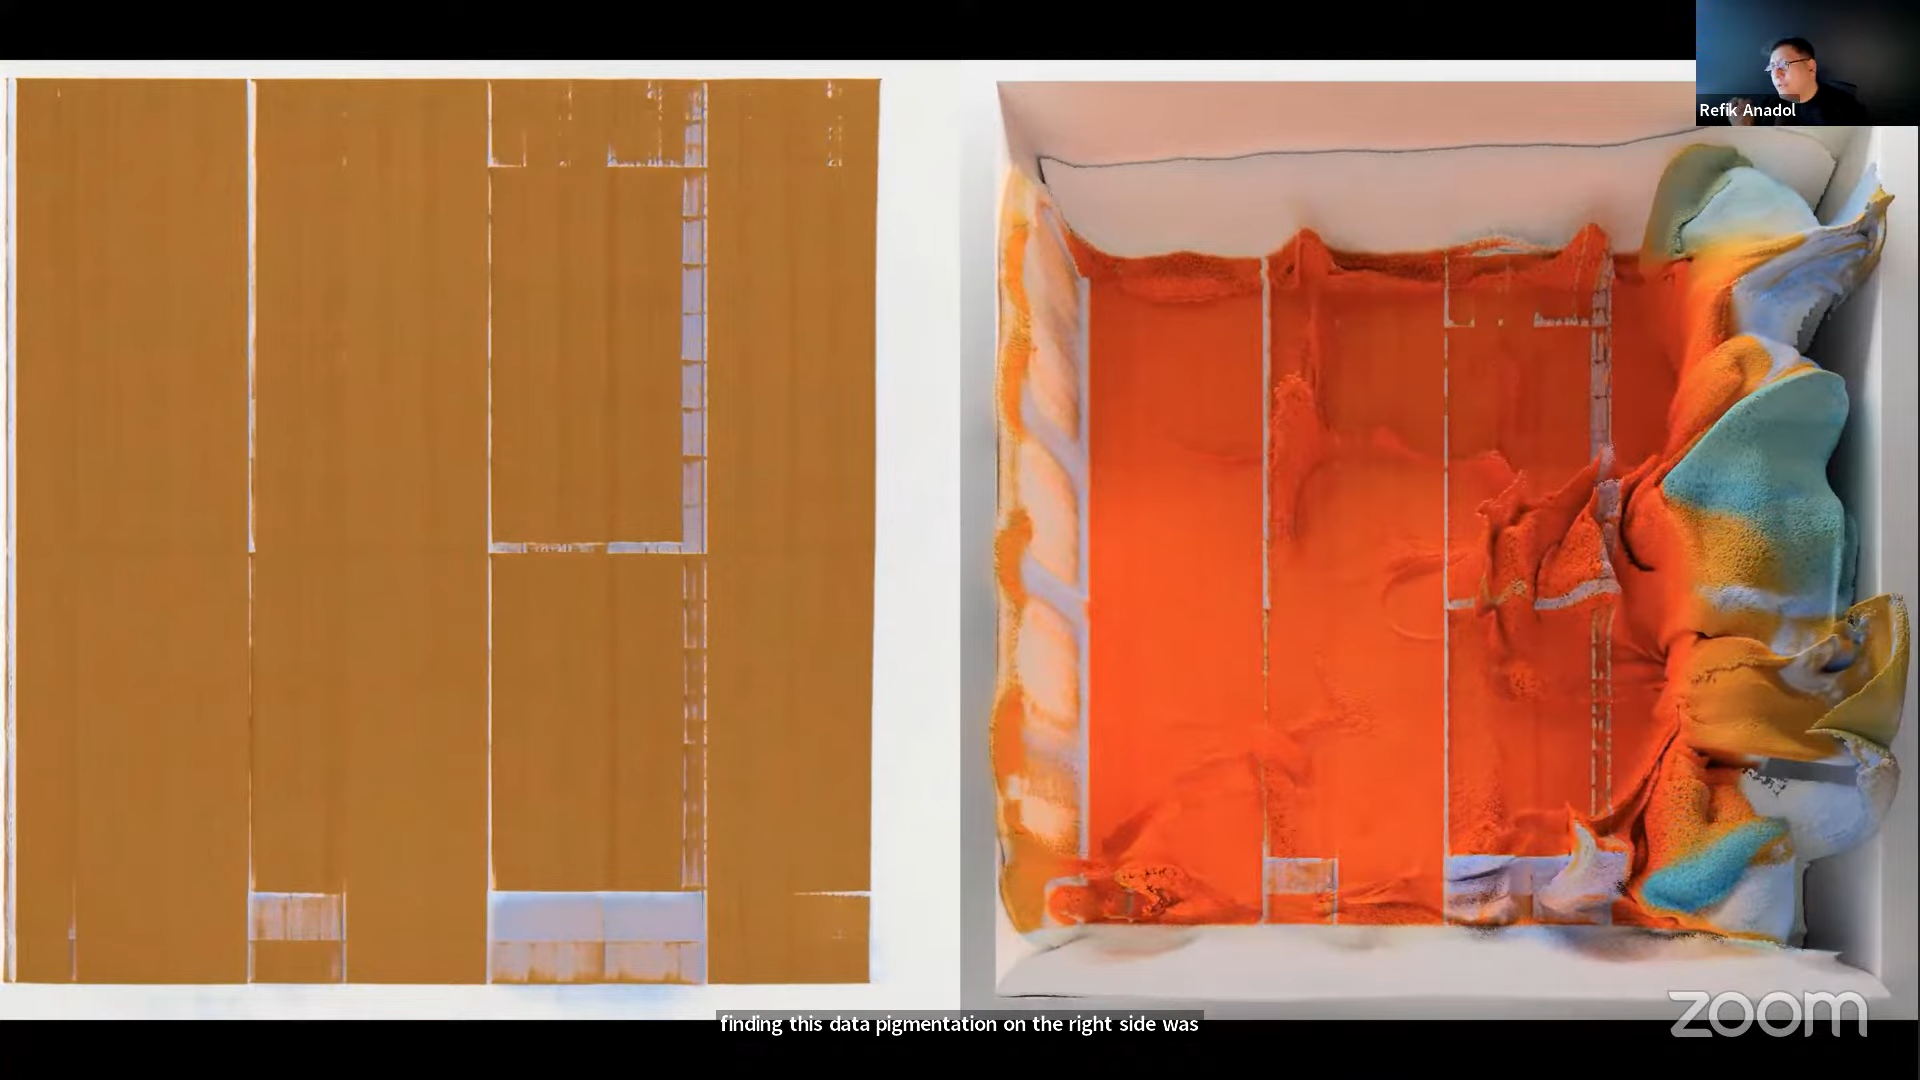 Refik Anadol
zoom
finding this data pigmentation on the right side was